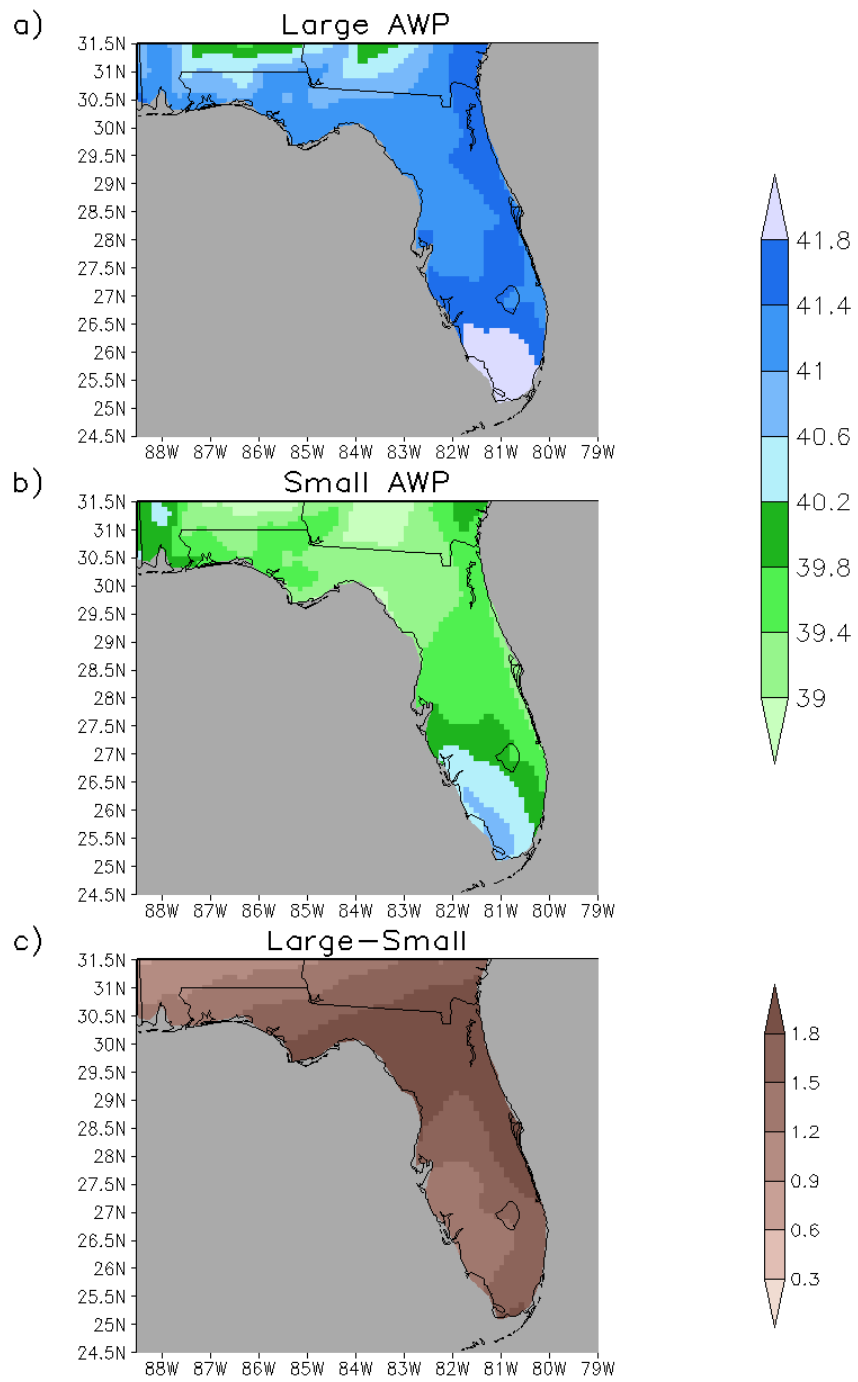 a)
Large AWP
31.5N
31N
30.5N
30N
29.5N
29N
28.5N
28N
27.5N
27N
26.5N
26N
25.5N
25N
24.5N
88W 87W 86W 85W 84W 83W 82W 81W 80W 79W
41.8
41.4
41
40.6
40.2
39.8
39.4
39
b)
Small AWP
31.5N
31N
30.5N
30N
29.5N
29N
28.5N
28N
27.5N
27N
26.5N
26N
25.5N
25N
24.5N
88W 87W 86W 85W 84W 83W 82W 81W 80W 79W
c)
Large−Small
31.5N
31N
30.5N
30N
29.5N
29N
28.5N
28N
27.5N
27N
26.5N
26N
25.5N
25N
24.5N
88W 87W 86W 85W 84W 83W 82W 81W 80W 79W
1.8
1.5
1.2
0.9
0.6
0.3